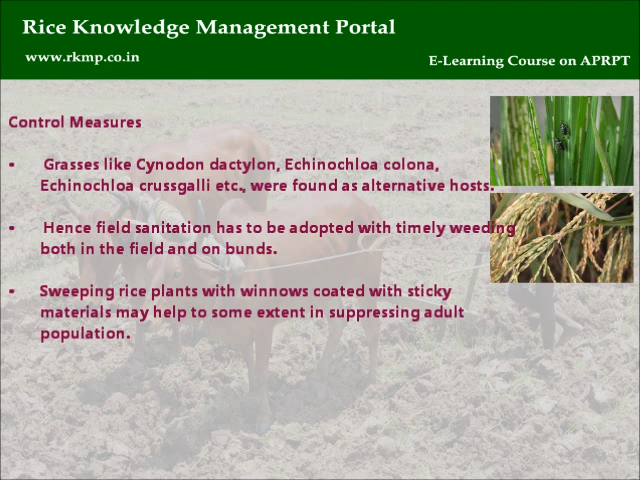 Rice Knowledge Management Portal
www.rkmp.co.in
E-Learning Course on APRPT
Control Measures
• Grasses like Cynodon dactylon, Echinochloa colona,
Echinochloa crussgalli etc., were found as alternative hosts.
• Hence field sanitation has to be adopted with timely weeding
both in the field and on bunds.
• Sweeping rice plants with winnows coated with sticky
materials may help to some extent in suppressing adult
population.